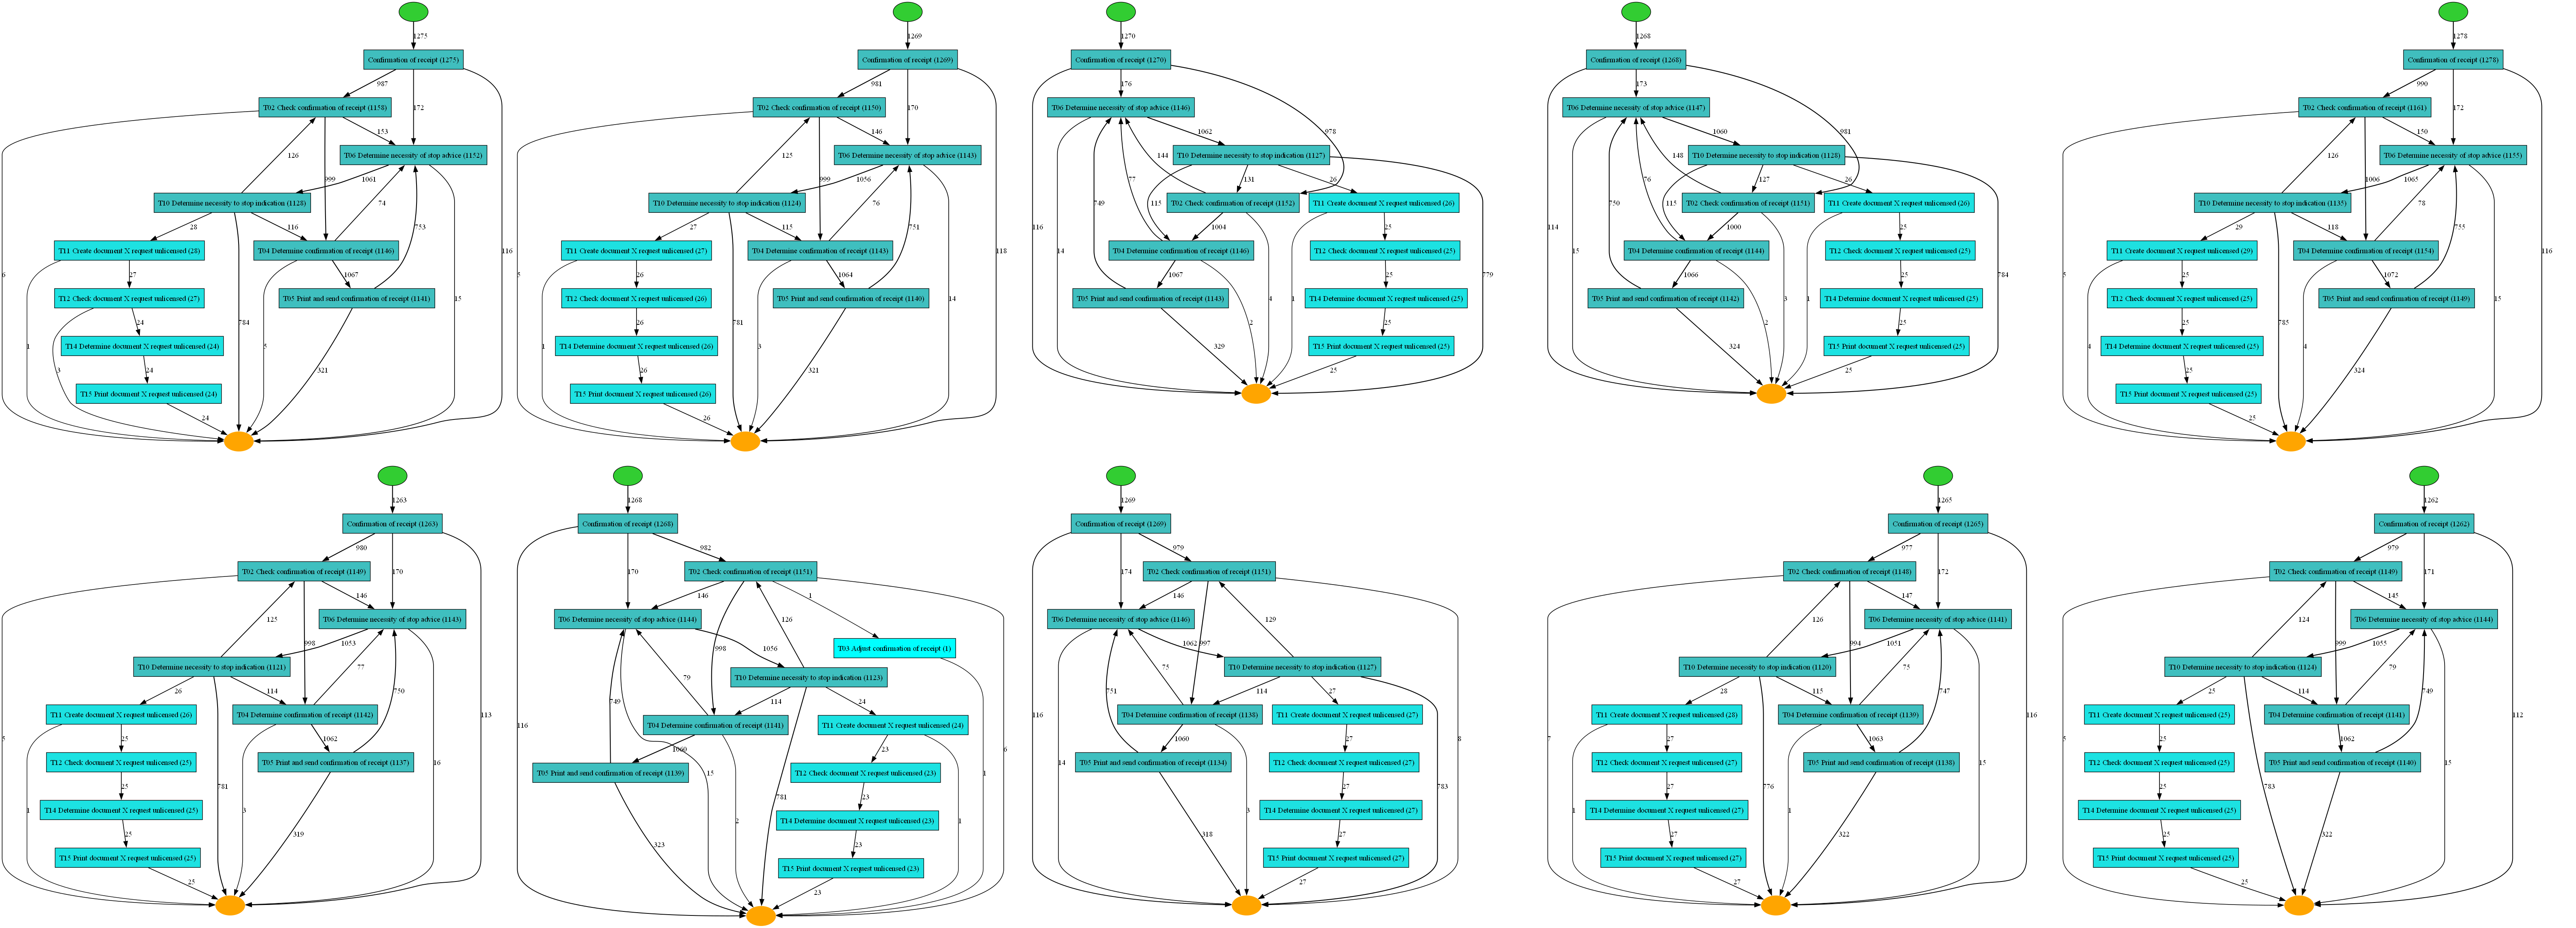 1275
Confirmation of receipt (1275)
987
T02 Check confirmation of receipt (1158)
172
153
T06 Determine necessity of stop advice (1152)
126
1061
999
74
T10 Determine necessity to stop indication (1128)
28
116
753
T11 Create document X request unlicensed (28)
T04 Determine confirmation of receipt (1146)
6
116
27
1067
T12 Check document X request unlicensed (27)
T05 Print and send confirmation of receipt (1141)
15
24
784
1
T14 Determine document X request unlicensed (24)
5
3
24
321
T15 Print document X request unlicensed (24)
24
1269
Confirmation of receipt (1269)
981
T02 Check confirmation of receipt (1150)
170
146
T06 Determine necessity of stop advice (1143)
125
1056
999
76
T10 Determine necessity to stop indication (1124)
27
115
751
T11 Create document X request unlicensed (27)
T04 Determine confirmation of receipt (1143)
5
118
26
1064
T12 Check document X request unlicensed (26)
T05 Print and send confirmation of receipt (1140)
14
26
781
1
T14 Determine document X request unlicensed (26)
3
26
321
T15 Print document X request unlicensed (26)
26
1270
Confirmation of receipt (1270)
176
T06 Determine necessity of stop advice (1146)
1062
978
T10 Determine necessity to stop indication (1127)
144
77
131
26
115
749
T02 Check confirmation of receipt (1152)
T11 Create document X request unlicensed (26)
116
1004
25
14
T04 Determine confirmation of receipt (1146)
T12 Check document X request unlicensed (25)
1067
25
779
T05 Print and send confirmation of receipt (1143)
4
1
T14 Determine document X request unlicensed (25)
2
25
329
T15 Print document X request unlicensed (25)
25
1268
Confirmation of receipt (1268)
173
T06 Determine necessity of stop advice (1147)
1060
981
T10 Determine necessity to stop indication (1128)
148
76
127
26
115
750
T02 Check confirmation of receipt (1151)
T11 Create document X request unlicensed (26)
114
1000
25
15
T04 Determine confirmation of receipt (1144)
T12 Check document X request unlicensed (25)
1066
25
784
T05 Print and send confirmation of receipt (1142)
3
1
T14 Determine document X request unlicensed (25)
2
25
324
T15 Print document X request unlicensed (25)
25
1278
Confirmation of receipt (1278)
990
T02 Check confirmation of receipt (1161)
172
150
T06 Determine necessity of stop advice (1155)
126
1065
1006
78
T10 Determine necessity to stop indication (1135)
29
118
755
T11 Create document X request unlicensed (29)
T04 Determine confirmation of receipt (1154)
5
116
25
1072
T12 Check document X request unlicensed (25)
T05 Print and send confirmation of receipt (1149)
15
25
785
4
T14 Determine document X request unlicensed (25)
4
25
324
T15 Print document X request unlicensed (25)
25
1263
Confirmation of receipt (1263)
980
T02 Check confirmation of receipt (1149)
170
146
T06 Determine necessity of stop advice (1143)
125
1053
998
77
T10 Determine necessity to stop indication (1121)
26
114
750
T11 Create document X request unlicensed (26)
T04 Determine confirmation of receipt (1142)
5
113
25
1062
T12 Check document X request unlicensed (25)
T05 Print and send confirmation of receipt (1137)
16
25
781
1
T14 Determine document X request unlicensed (25)
3
25
319
T15 Print document X request unlicensed (25)
25
1268
Confirmation of receipt (1268)
982
T02 Check confirmation of receipt (1151)
170
146
1
T06 Determine necessity of stop advice (1144)
126
1056
998
T03 Adjust confirmation of receipt (1)
79
T10 Determine necessity to stop indication (1123)
749
114
24
116
T04 Determine confirmation of receipt (1141)
T11 Create document X request unlicensed (24)
1060
23
6
T05 Print and send confirmation of receipt (1139)
T12 Check document X request unlicensed (23)
15
1
781
23
2
T14 Determine document X request unlicensed (23)
1
323
23
T15 Print document X request unlicensed (23)
23
1269
Confirmation of receipt (1269)
979
T02 Check confirmation of receipt (1151)
174
146
T06 Determine necessity of stop advice (1146)
129
1062
997
75
T10 Determine necessity to stop indication (1127)
751
114
27
T04 Determine confirmation of receipt (1138)
T11 Create document X request unlicensed (27)
116
1060
27
8
14
T05 Print and send confirmation of receipt (1134)
T12 Check document X request unlicensed (27)
27
783
3
T14 Determine document X request unlicensed (27)
318
27
T15 Print document X request unlicensed (27)
27
1265
Confirmation of receipt (1265)
977
T02 Check confirmation of receipt (1148)
172
147
T06 Determine necessity of stop advice (1141)
126
1051
994
75
T10 Determine necessity to stop indication (1120)
28
115
747
T11 Create document X request unlicensed (28)
T04 Determine confirmation of receipt (1139)
7
116
27
1063
T12 Check document X request unlicensed (27)
T05 Print and send confirmation of receipt (1138)
15
27
776
1
T14 Determine document X request unlicensed (27)
1
27
322
T15 Print document X request unlicensed (27)
27
1262
Confirmation of receipt (1262)
979
T02 Check confirmation of receipt (1149)
171
145
T06 Determine necessity of stop advice (1144)
124
1055
999
79
T10 Determine necessity to stop indication (1124)
25
114
749
T11 Create document X request unlicensed (25)
T04 Determine confirmation of receipt (1141)
5
112
25
1062
T12 Check document X request unlicensed (25)
T05 Print and send confirmation of receipt (1140)
15
25
783
T14 Determine document X request unlicensed (25)
25
322
T15 Print document X request unlicensed (25)
25